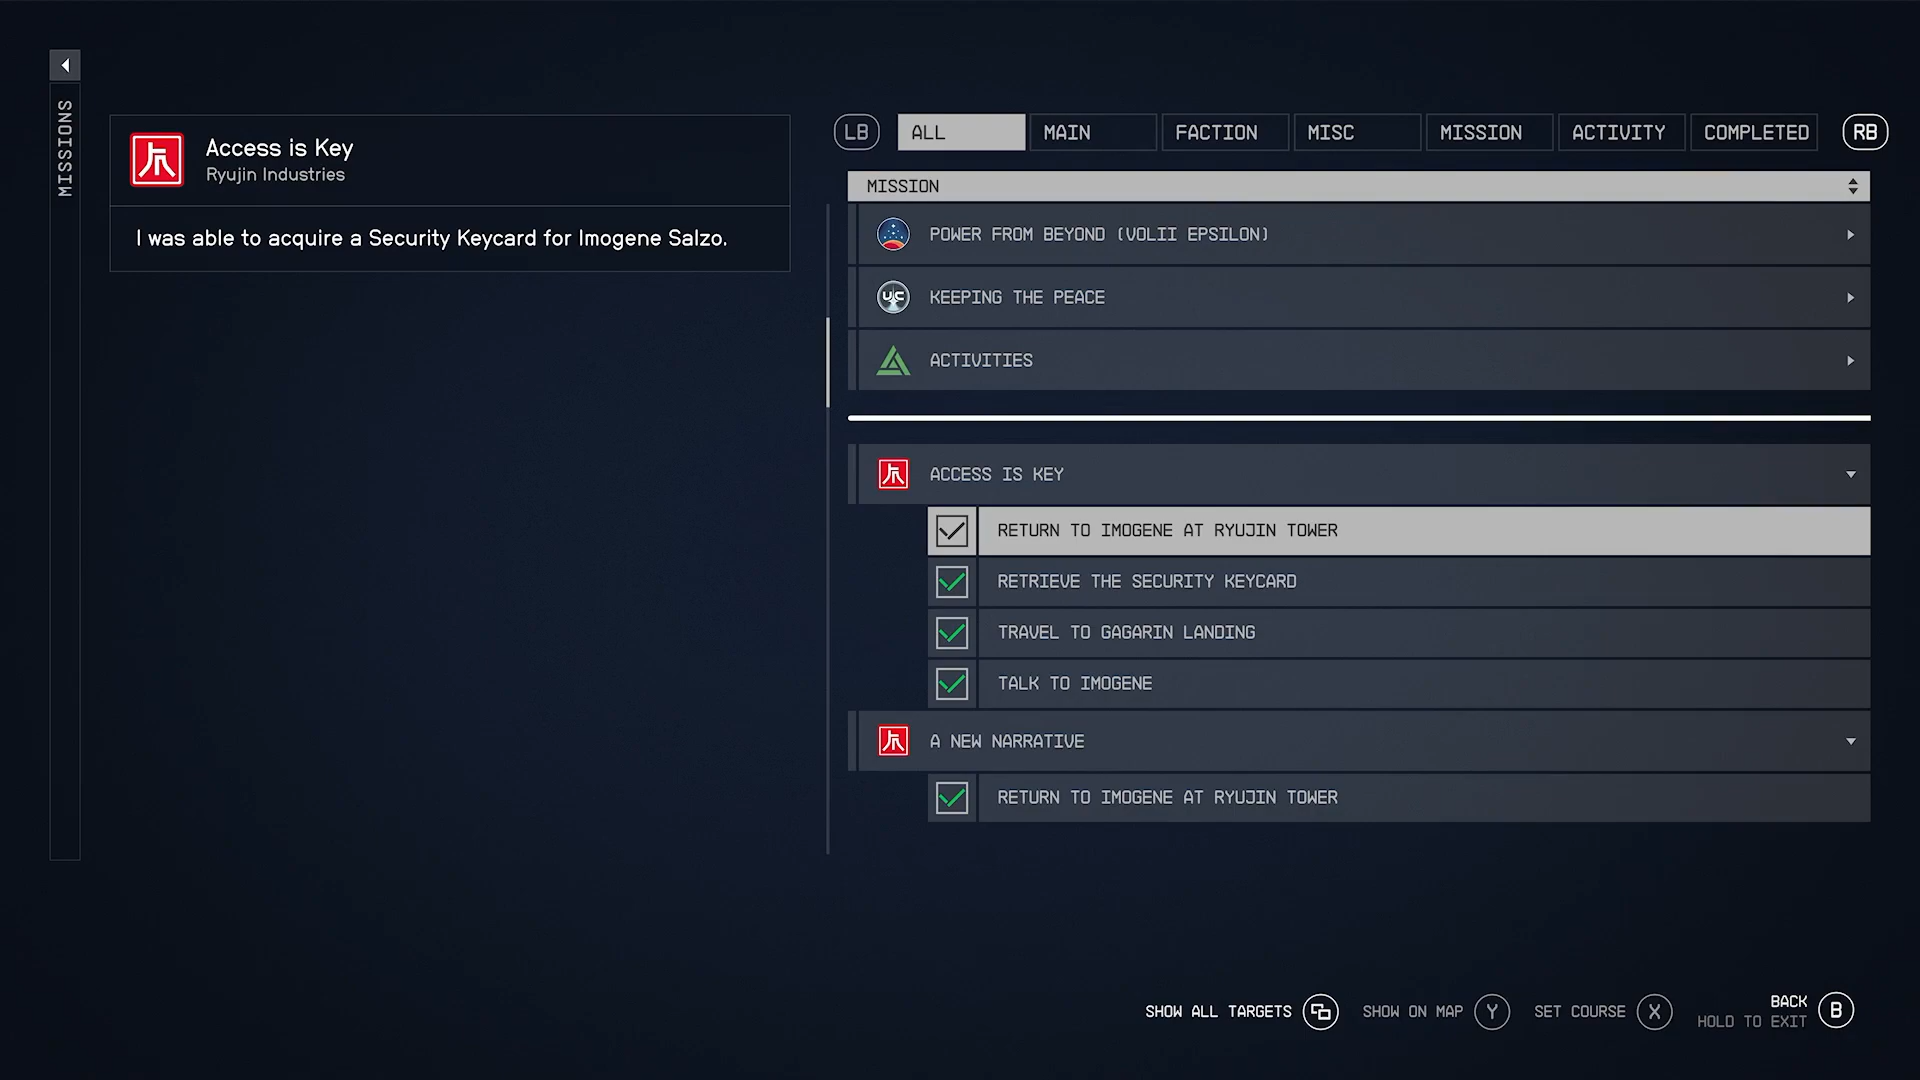 MISSIONS
Access is Key
Ryujin Industries
I was able to acquire a Security Keycard for Imogene Salzo.
LB
ALL
MAIN
FACTION
MISC
MISSION
ACTIVITY
COMPLETED
RB
MISSION
POWER FROM BEYOND (VOLII EPSILON)
UC
KEEPING THE PEACE
ACTIVITIES
ACCESS IS KEY
RETURN TO IMOGENE AT RYUJIN TOWER
RETRIEVE THE SECURITY KEYCARD
TRAVEL TO GAGARIN LANDING
TALK TO IMOGENE
A NEW NARRATIVE
RETURN TO IMOGENE AT RYUJIN TOWER
SHOW ALL TARGETS
SHOW ON MAP Y
SET COURSE X
BACK B
HOLD TO EXIT